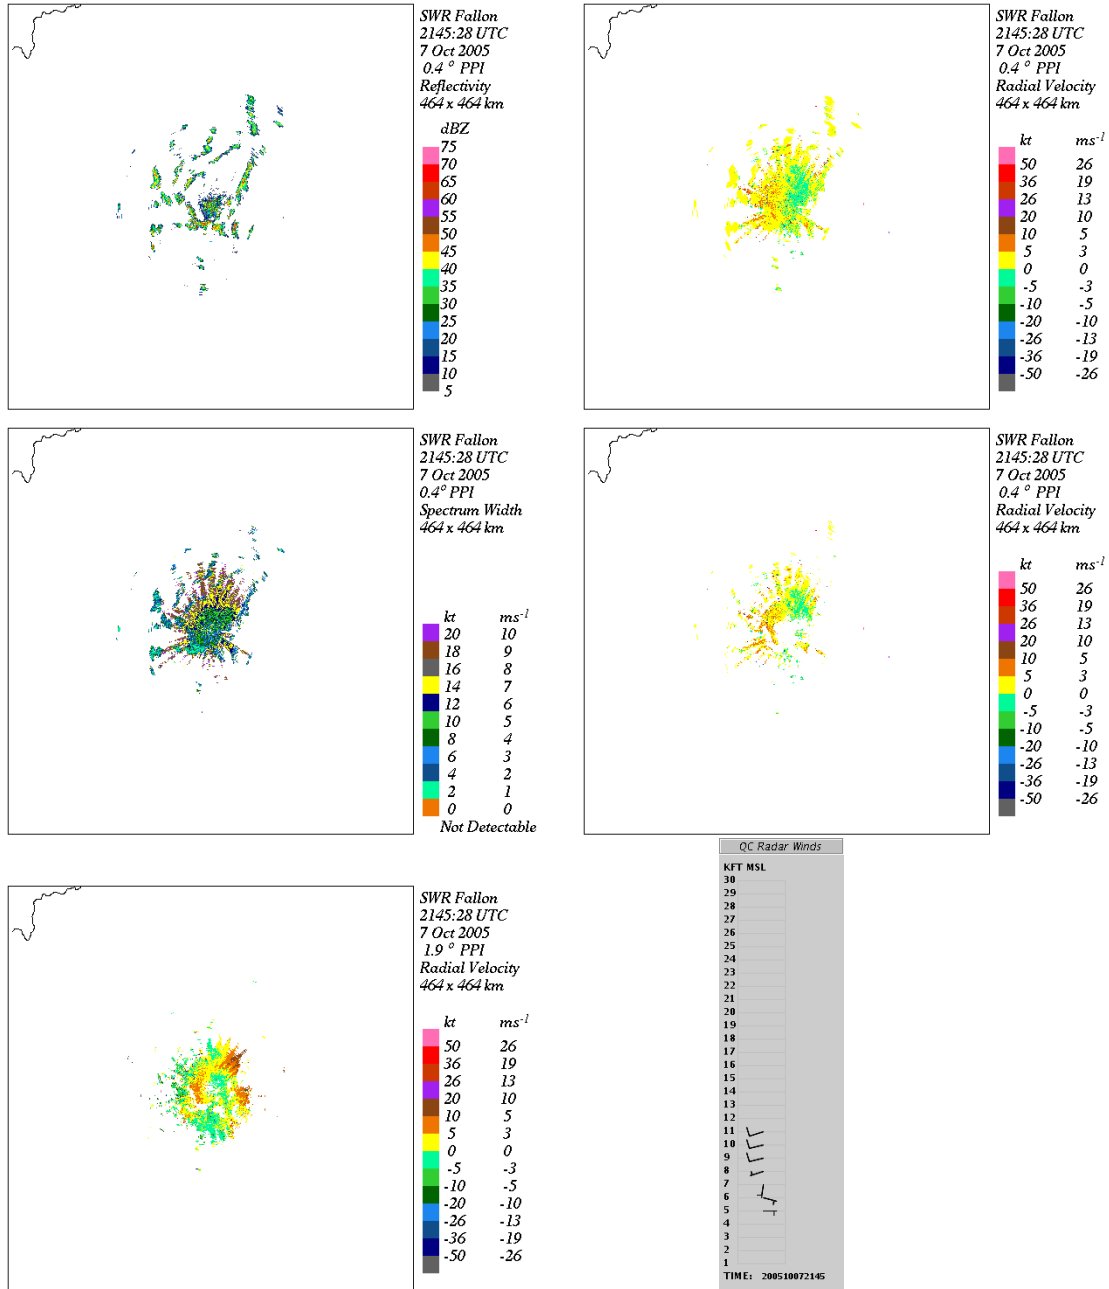 SWR Fallon
2145:28 UTC
7 Oct 2005
0.4 ° PPI
Reflectivity
464 x 464 km
dBZ
75
70
65
60
55
50
45
40
35
30
25
20
15
10
5
SWR Fallon
2145:28 UTC
7 Oct 2005
0.4 ° PPI
Radial Velocity
464 x 464 km
kt ms-1
50 26
36 19
26 13
20 10
10 5
5 3
0 0
-5 -3
-10 -5
-20 -10
-26 -13
-36 -19
-50 -26
SWR Fallon
2145:28 UTC
7 Oct 2005
0.4° PPI
Spectrum Width
464 x 464 km
kt ms-1
20 10
18 9
16 8
14 7
12 6
10 5
8 4
6 3
4 2
2 1
0 0
Not Detectable
SWR Fallon
2145:28 UTC
7 Oct 2005
0.4 ° PPI
Radial Velocity
464 x 464 km
kt ms-1
50 26
36 19
26 13
20 10
10 5
5 3
0 0
-5 -3
-10 -5
-20 -10
-26 -13
-36 -19
-50 -26
SWR Fallon
2145:28 UTC
7 Oct 2005
1.9 ° PPI
Radial Velocity
464 x 464 km
kt ms-1
50 26
36 19
26 13
20 10
10 5
5 3
0 0
-5 -3
-10 -5
-20 -10
-26 -13
-36 -19
-50 -26
QC Radar Winds
KFT MSL
30
29
28
27
26
25
24
23
22
21
20
19
18
17
16
15
14
13
12
11
10
9
8
7
6
5
4
3
2
1
TIME: 200510072145